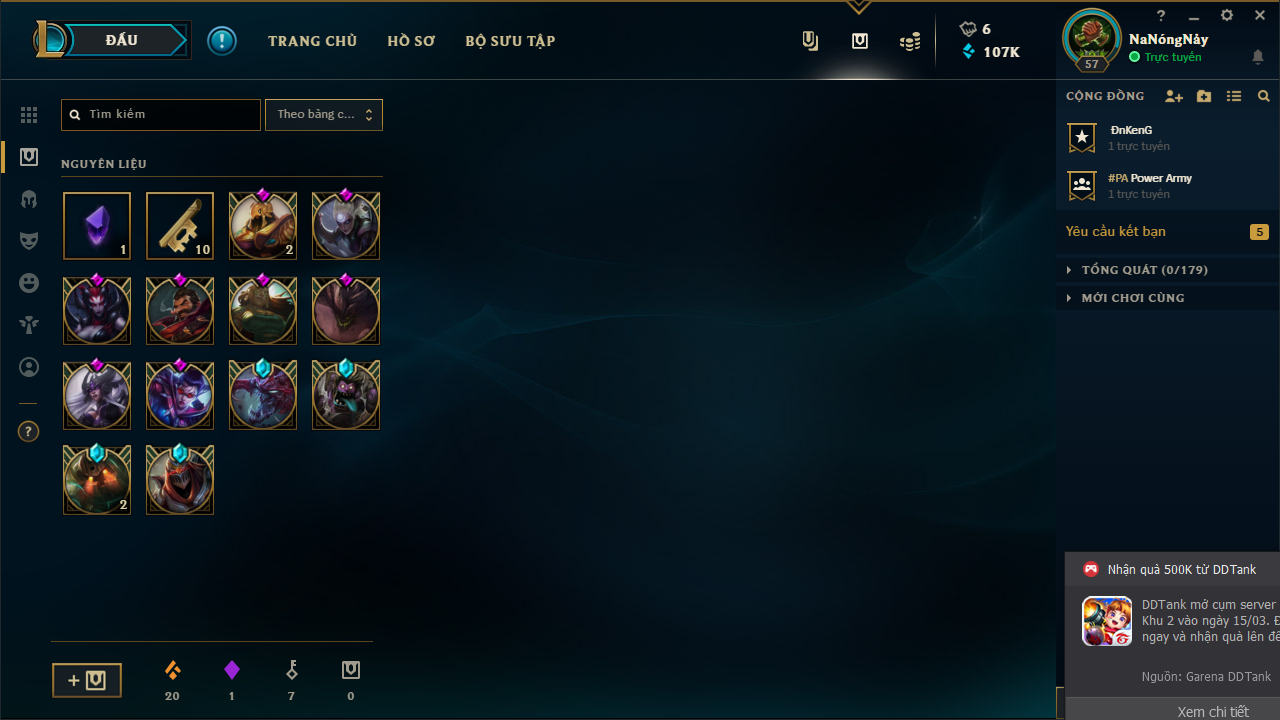 ĐẤU
TRANG CHỦ
HỒ SƠ
BỘ SƯU TẬP
6
107K
?
57
NaNóngNảy
Trực tuyến
Tìm kiếm
Theo bảng c...
NGUYÊN LIỆU
1
10
2
2
?
20
1
7
0
CỘNG ĐỒNG
ĐnKenG
1 trực tuyến
#PA Power Army
1 trực tuyến
Yêu cầu kết bạn
5
TỔNG QUÁT (0/179)
MỚI CHƠI CÙNG
Nhận quà 500K từ DDTank
DDTank mở cụm server
Khu 2 vào ngày 15/03. Đ
ngay và nhận quà lên đế
Nguồn: Garena DDTank
Xem chi tiết